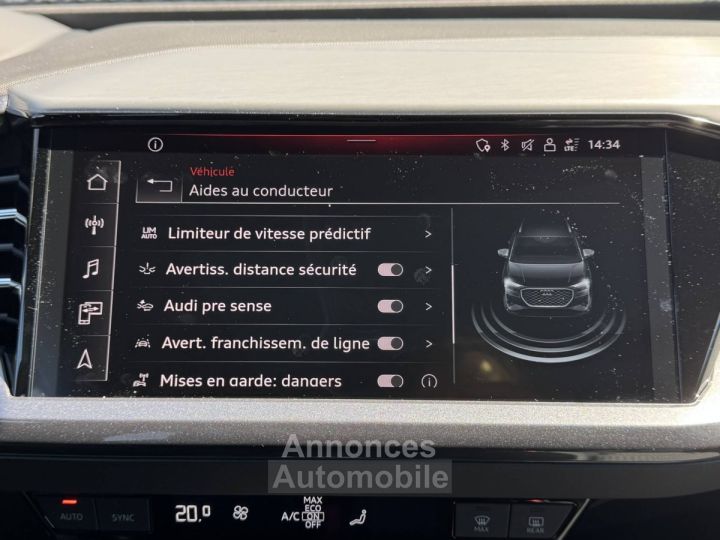 LTE 14:34
Véhicule
Aides au conducteur
LIM AUTO Limiteur de vitesse prédictif
Avertiss. distance sécurité
Audi pre sense
Avert. franchissem. de ligne
Mises en garde: dangers
Annonces
Automobile
AUTO SYNC 20,0 A/C MAX ECO ON OFF MAX REAR